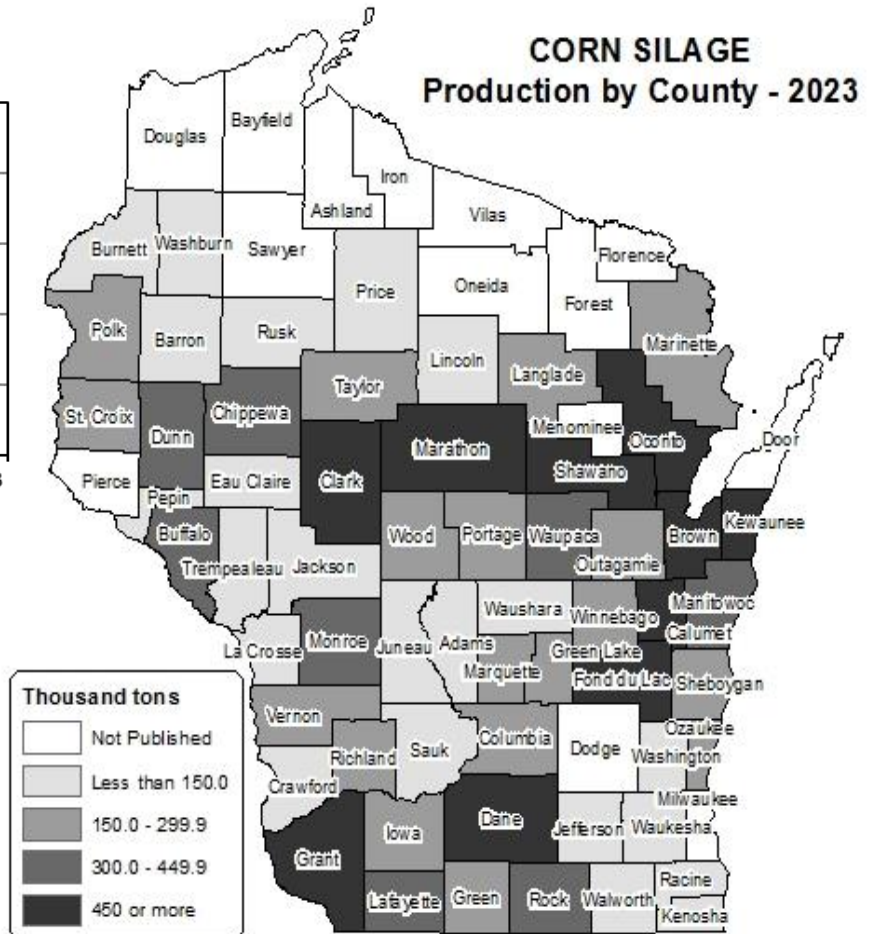 CORN SILAGE
Production by County - 2023
Douglas
Bayfield
Iron
Ashland
Vilas
Burnett
Washburn
Sawyer
Florence
Price
Oneida
Forest
Polk
Barron
Rusk
Marinette
Lincoln
Langlade
Taylor
St. Croix
Chippewa
Dunn
Menominee
Oconto
Door
Marathon
Shawano
Pierce
Eau Claire
Clark
Pepin
Kewaunee
Buffalo
Wood
Portage
Waupaca
Brown
Trempealeau
Jackson
Outagamie
Waushara
Winnebago
Manitowoc
Calumet
La Crosse
Monroe
Juneau
Adams
Green Lake
Marquette
Fond du Lac
Sheboygan
Vernon
Ozaukee
Richland
Sauk
Columbia
Dodge
Washington
Crawford
Milwaukee
Iowa
Dane
Jefferson
Waukesha
Grant
Racine
Lafayette
Green
Rock
Walworth
Kenosha
Thousand tons
Not Published
Less than 150.0
150.0 - 299.9
300.0 - 449.9
450 or more